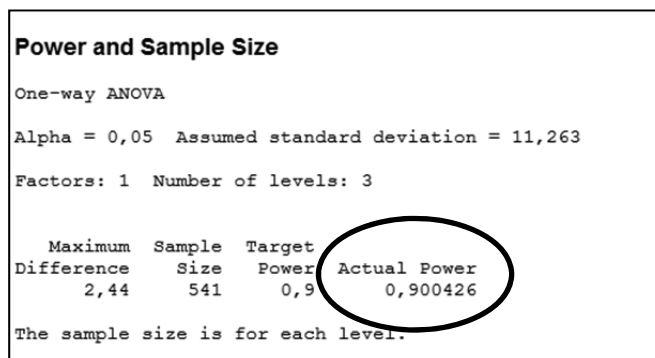 Power and Sample Size
One-way ANOVA
Alpha = 0,05  Assumed standard deviation = 11,263
Factors: 1  Number of levels: 3
Maximum  Sample  Target
Difference  Size  Power  Actual Power
2,44  541  0,9  0,900426
The sample size is for each level.